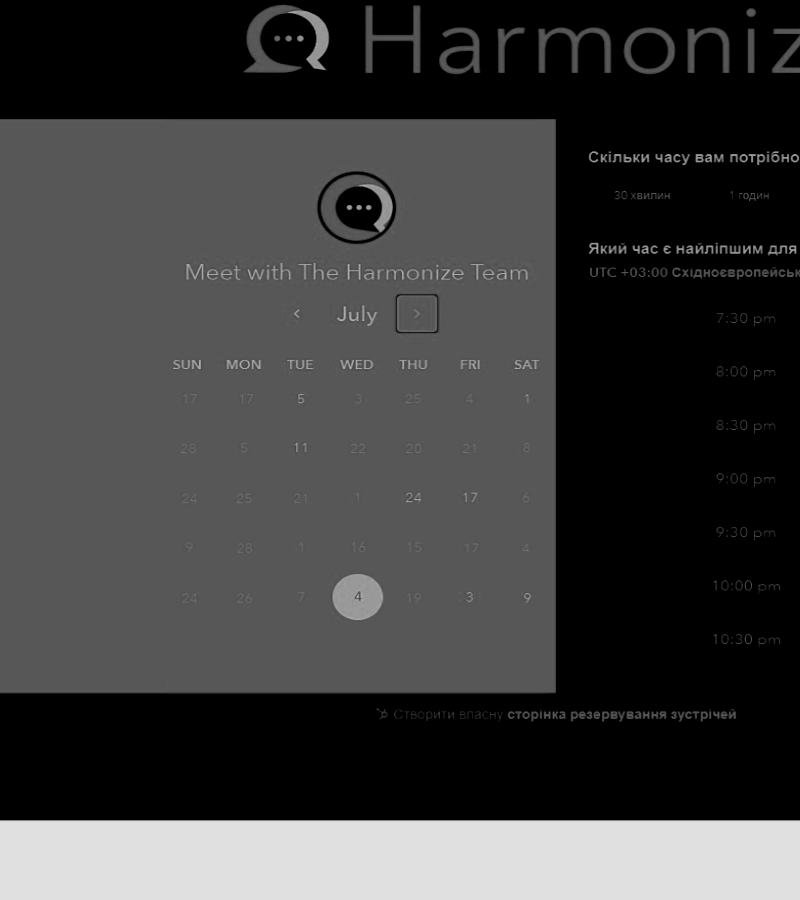 Harmoniz
Meet with The Harmonize Team
July
SUN MON TUE WED THU FRI SAT
17 17 5 3 25 4 1
28 5 11 22 20 21 8
24 25 21 1 24 17 6
9 28 1 16 15 17 4
24 26 7 4 19 3 9
Скільки часу вам потрібно
30 хвилин 1 годин
Який час є найліпшим для
UTC +03:00 Східноєвропейськ
7:30 pm
8:00 pm
8:30 pm
9:00 pm
9:30 pm
10:00 pm
10:30 pm
Створити власну сторінка резервування зустрічей